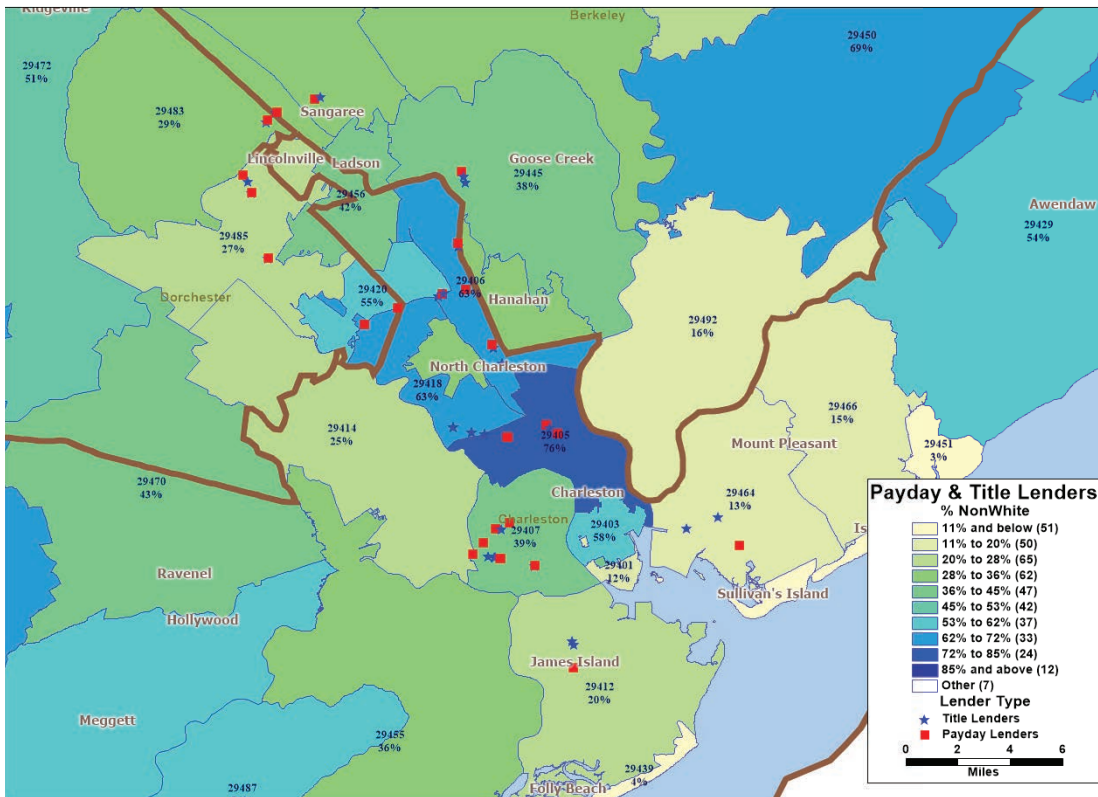 Ridgeville
Berkeley
29450
69%
29472
51%
29483
29%
Sangaree
Lincolnville
Ladson
Goose Creek
29445
38%
29456
42%
Awendaw
29429
54%
29485
27%
Dorchester
29420
55%
29406
63%
Hanahan
29492
16%
North Charleston
29418
63%
29466
15%
29414
25%
29405
76%
Mount Pleasant
29451
3%
29470
43%
Charleston
29464
13%
Charleston
29407
39%
29403
58%
29401
12%
Ravenel
Sullivan's Island
Hollywood
James Island
29412
20%
Meggett
29455
36%
29439
4%
29487
Folly Beach
Payday & Title Lenders
% NonWhite
11% and below (51)
11% to 20% (50)
20% to 28% (65)
28% to 36% (62)
36% to 45% (47)
45% to 53% (42)
53% to 62% (37)
62% to 72% (33)
72% to 85% (24)
85% and above (12)
Other (7)
Lender Type
Title Lenders
Payday Lenders
0 2 4 6
Miles